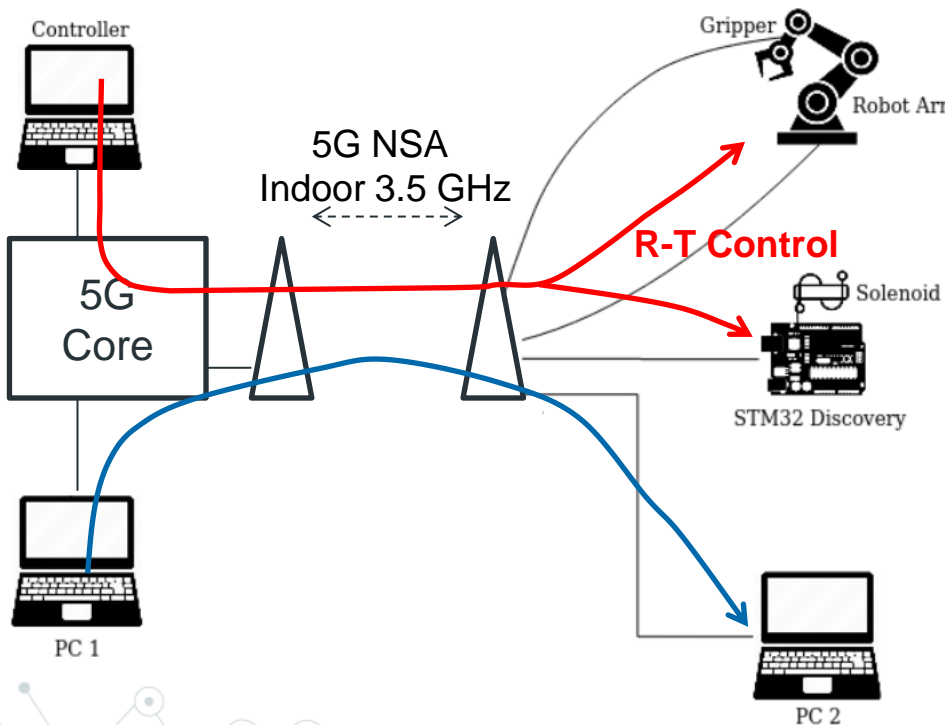 Controller
Gripper
Robot Arr
5G NSA
Indoor 3.5 GHz
R-T Control
5G
Core
Solenoid
STM32 Discovery
PC 1
PC 2